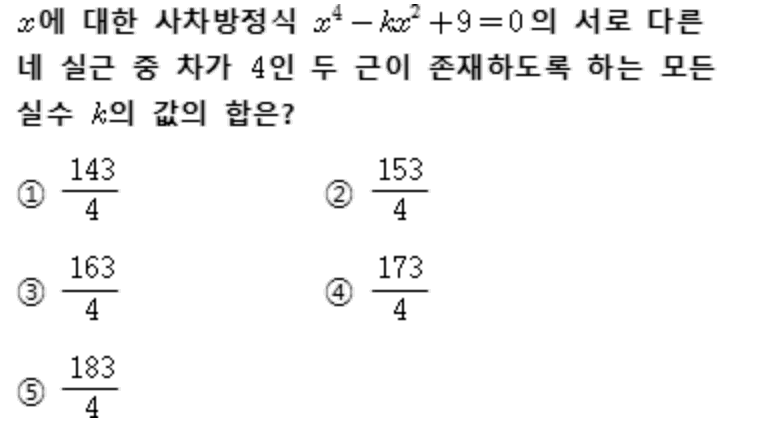 x에 대한 사차방정식 x⁴－kx²＋9＝0의 서로 다른
네 실근 중 차가 4인 두 근이 존재하도록 하는 모든
실수 k의 값의 합은?
① 143/4 ② 153/4
③ 163/4 ④ 173/4
⑤ 183/4